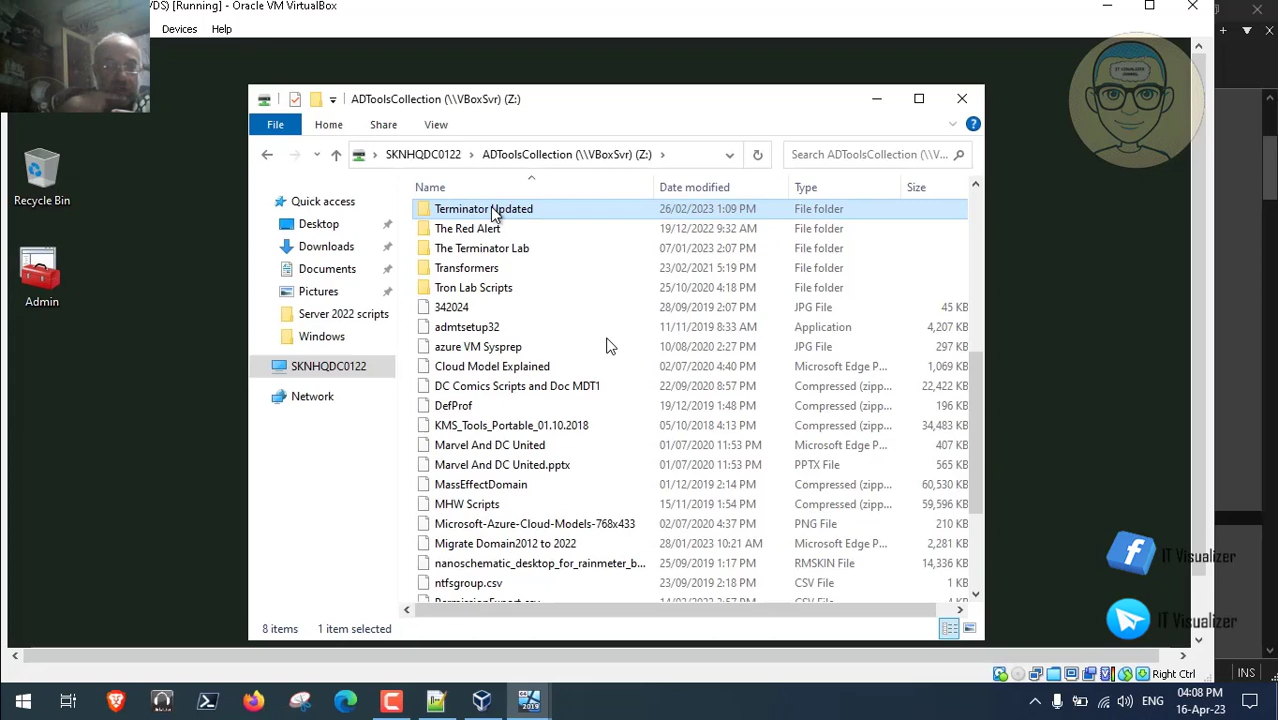 VDS) [Running] - Oracle VM VirtualBox
Devices Help
IT VISUALIZER
CHANNEL
ADToolsCollection (\\VBoxSvr) (Z:)
File Home Share View
SKNHQDC0122 ADToolsCollection (\\VBoxSvr) (Z:)
Search ADToolsCollection (\\V...
Name Date modified Type Size
Quick access
Desktop
Downloads
Documents
Pictures
Server 2022 scripts
Windows
SKNHQDC0122
Network
Recycle Bin
Admin
Terminator Updated 26/02/2023 1:09 PM File folder
The Red Alert 19/12/2022 9:32 AM File folder
The Terminator Lab 07/01/2023 2:07 PM File folder
Transformers 23/02/2021 5:19 PM File folder
Tron Lab Scripts 25/10/2020 4:18 PM File folder
342024 28/09/2019 2:07 PM JPG File 45 KB
admtsetup32 11/11/2019 8:33 AM Application 4,207 KB
azure VM Sysprep 10/08/2020 2:27 PM JPG File 297 KB
Cloud Model Explained 02/07/2020 4:40 PM Microsoft Edge P... 1,069 KB
DC Comics Scripts and Doc MDT1 22/09/2020 8:57 PM Compressed (zipp... 22,422 KB
DefProf 19/12/2019 1:48 PM Compressed (zipp... 196 KB
KMS_Tools_Portable_01.10.2018 05/10/2018 4:13 PM Compressed (zipp... 34,483 KB
Marvel And DC United 01/07/2020 11:53 PM Microsoft Edge P... 407 KB
Marvel And DC United.pptx 01/07/2020 11:53 PM PPTX File 565 KB
MassEffectDomain 01/12/2019 2:14 PM Compressed (zipp... 60,530 KB
MHW Scripts 15/11/2019 1:54 PM Compressed (zipp... 59,596 KB
Microsoft-Azure-Cloud-Models-768x433 02/07/2020 4:37 PM PNG File 210 KB
Migrate Domain2012 to 2022 28/01/2023 10:21 AM Microsoft Edge P... 2,281 KB
nanoschematic_desktop_for_rainmeter_b... 25/09/2019 1:17 PM RMSKIN File 14,336 KB
ntfsgroup.csv 23/09/2019 2:18 PM CSV File 1 KB
8 items 1 item selected
IT Visualizer
IT Visualizer
Right Ctrl
INS
2019
ENG 04:08 PM
16-Apr-23